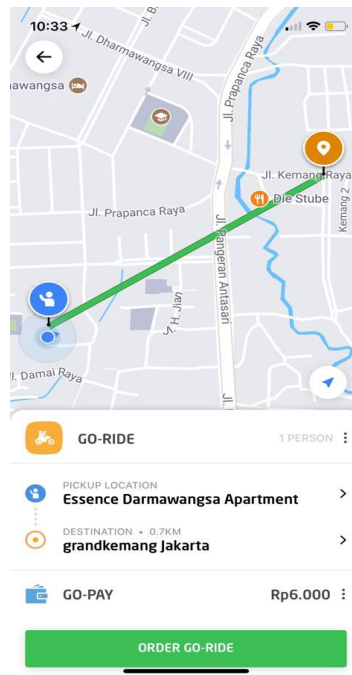 10:33
Jl. B.
Jl. Dharmawangsa VIII
awangsa
Jl. Prapanca Raya
Jl. Kemang Raya
Die Stube
Kemang 2
Jl. Prapanca Raya
Jl. Pangeran Antasari
Jl. H. Jian
l. Damai Raya
Jl.
GO-RIDE
1 PERSON
PICKUP LOCATION
Essence Darmawangsa Apartment
DESTINATION • 0.7KM
grandkemang Jakarta
GO-PAY
Rp6.000
ORDER GO-RIDE